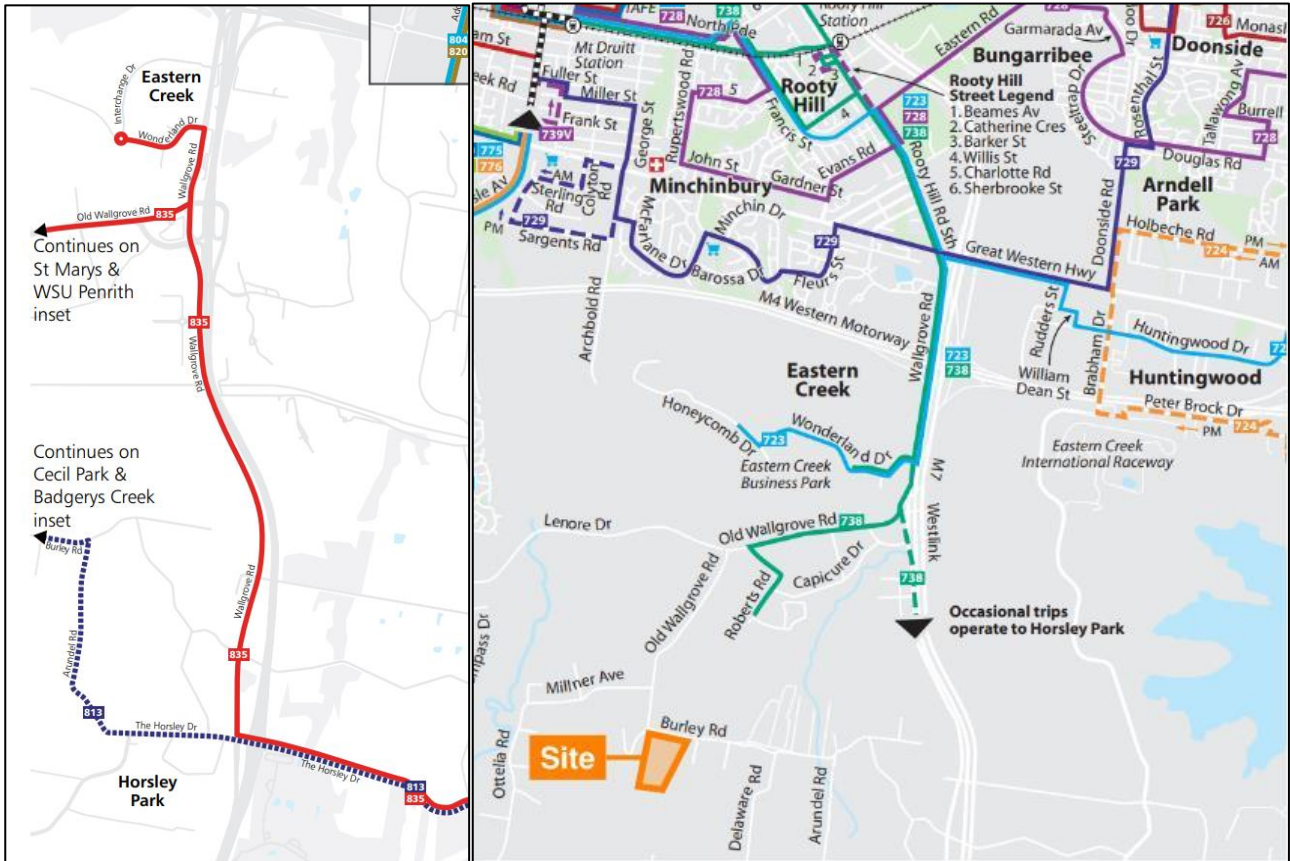 804
820
Eastern
Creek
Interchange Dr
Wonderland Dr
Wallgrove Rd
Old Wallgrove Rd
835
Continues on
St Marys &
WSU Penrith
inset
835
Wallgrove Rd
Continues on
Cecil Park &
Badgerys Creek
inset
Burley Rd
Wallgrove Rd
Arundel Rd
835
813
The Horsley Dr
The Horsley Dr
Horsley
Park
813
835
TAFE
728
738
Rooty Hill
Station
728
Garmarada Av
726
Monash
Doonside
Mt Druitt
Station
Eastern Rd
Bungarribee
Fuller St
Miller St
Rupertswood Rd
728
5
1
2
3
Rooty
Hill
4
Rooty Hill
Street Legend
1. Beames Av
2. Catherine Cres
3. Barker St
4. Willis St
5. Charlotte Rd
6. Sherbrooke St
Steeltrap Dr
Rosenthal St
Tallawong Av
Burrell
728
Frank St
739V
George St
Francis St
723
728
738
729
Douglas Rd
775
776
AM
Sterling
Rd
Colyton
Rd
John St
Gardner St
Evans Rd
Rooty Hill Rd Sth
Minchinbury
Arndell
Park
PM
729
Sargents Rd
McFarlane Dr
Minchin Dr
Barossa Dr
729
Fleurs St
Great Western Hwy
Doonside Rd
Holbeche Rd
724
PM
AM
M4 Western Motorway
Archbold Rd
Wallgrove Rd
723
738
Rudders St
William
Dean St
Brabham Dr
Huntingwood Dr
Huntingwood
Peter Brock Dr
PM
724
Eastern
Creek
Honeycomb Dr
723
Wonderland Dr
Eastern Creek
Business Park
Eastern Creek
International Raceway
M7
Westlink
Lenore Dr
Old Wallgrove Rd
738
Capicure Dr
Roberts Rd
Old Wallgrove Rd
738
Occasional trips
operate to Horsley Park
Millner Ave
Burley Rd
Site
Ottelia Rd
Delaware Rd
Arundel Rd